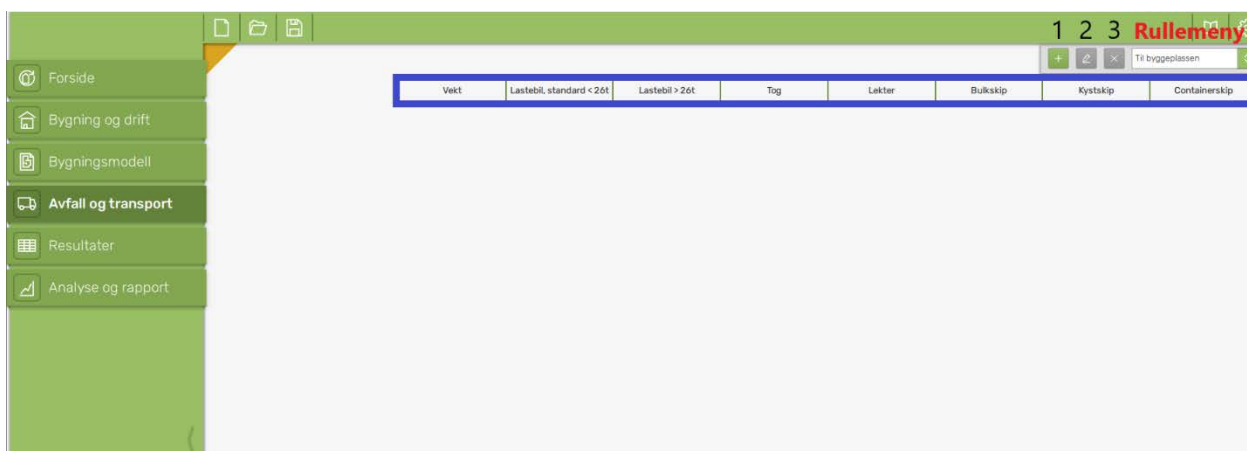 1 2 3 Rullemeny
Til byggeplassen
Forside
Vekt Lastebil, standard < 26t Lastebil > 26t Tog Lekter Bulkskip Kystskip Containerskip
Bygning og drift
Bygningsmodell
Avfall og transport
Resultater
Analyse og rapport